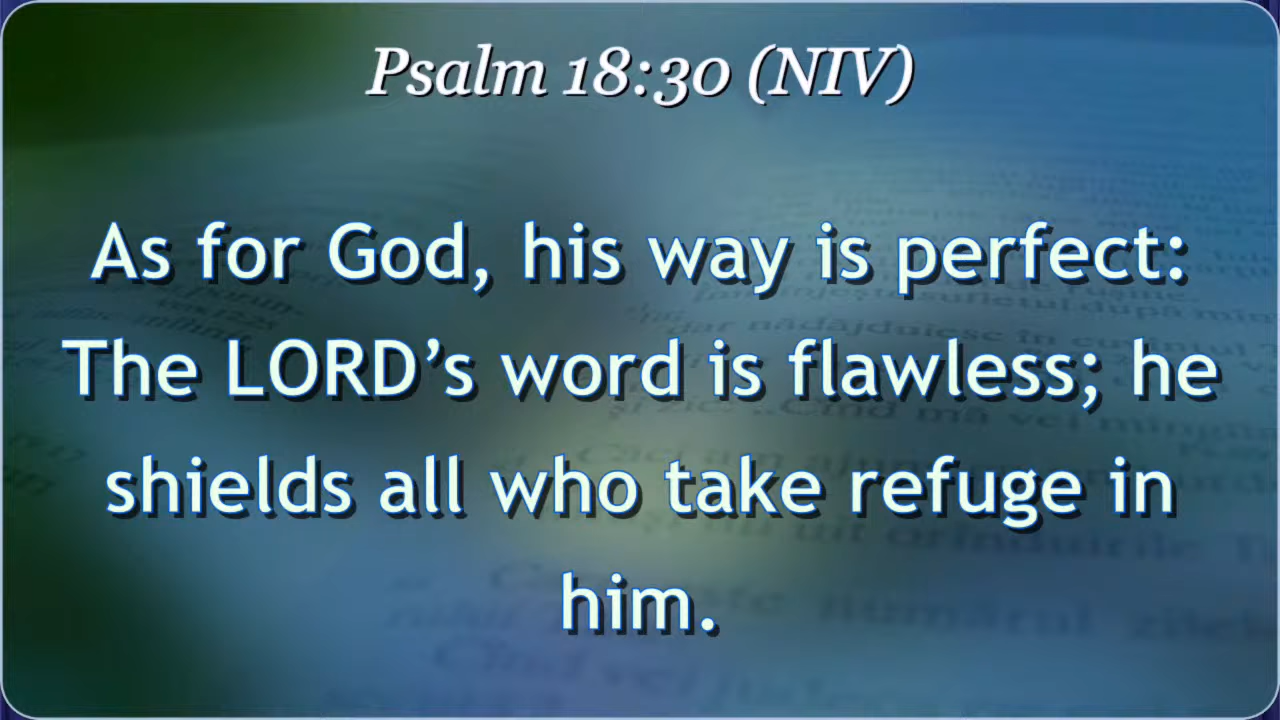 Psalm 18:30 (NIV)
As for God, his way is perfect:
The LORD’s word is flawless; he
shields all who take refuge in
him.